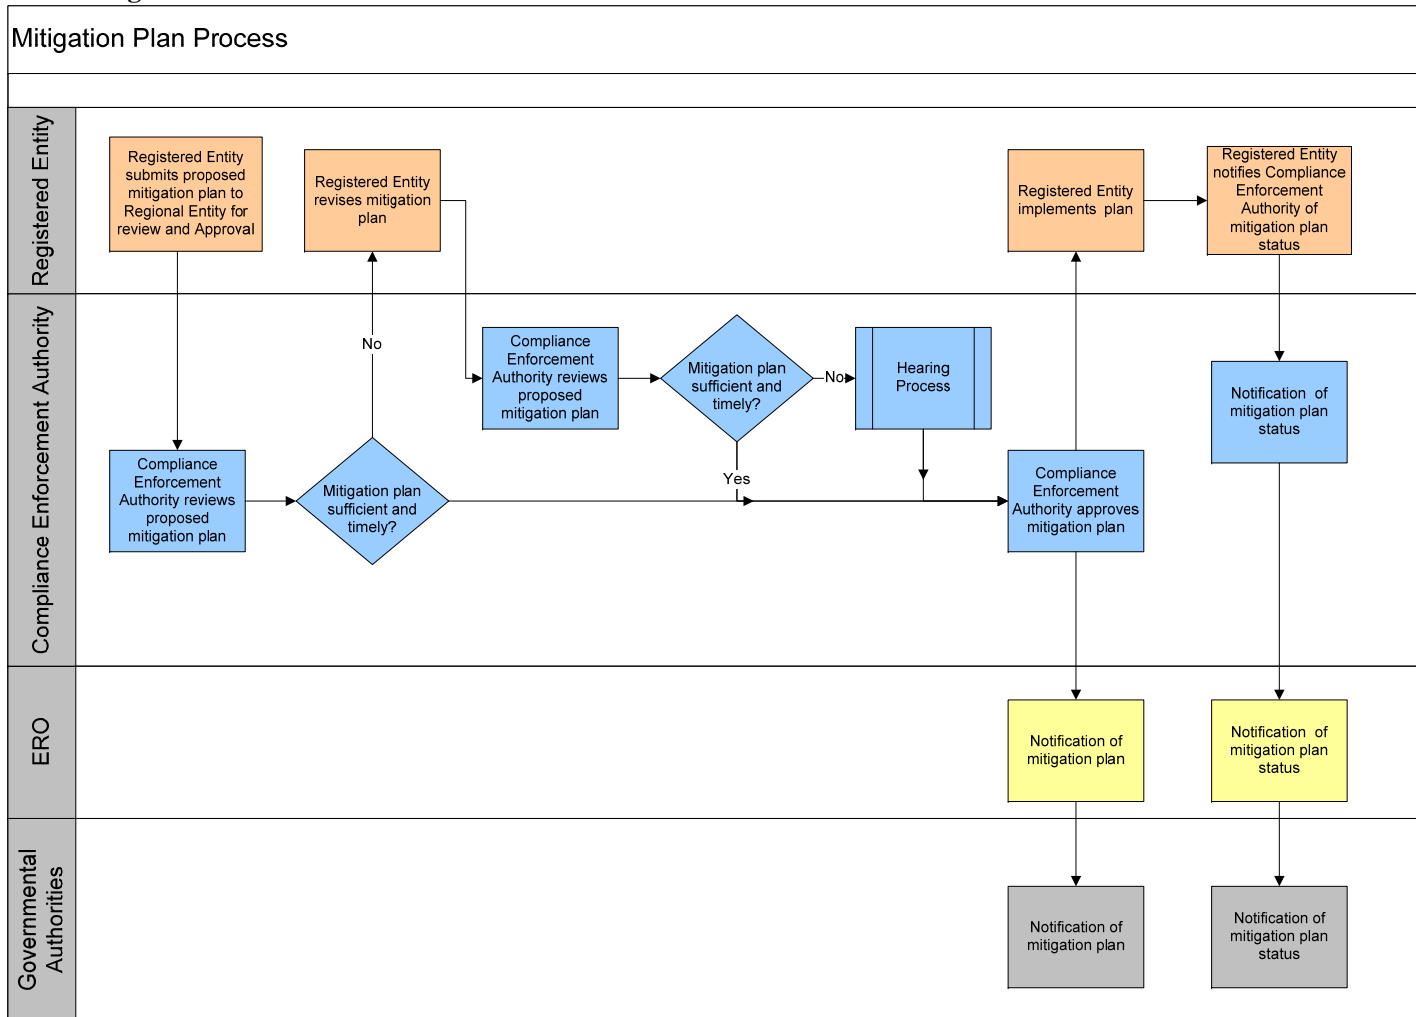 Mitigation Plan Process
Registered Entity
Registered Entity
submits proposed
mitigation plan to
Regional Entity for
review and Approval
Registered Entity
revises mitigation
plan
Registered Entity
implements plan
Registered Entity
notifies Compliance
Enforcement
Authority of
mitigation plan
status
Compliance Enforcement Authority
No
Compliance
Enforcement
Authority reviews
proposed
mitigation plan
Mitigation plan
sufficient and
timely?
No
Hearing
Process
Notification of
mitigation plan
status
Compliance
Enforcement
Authority reviews
proposed
mitigation plan
Mitigation plan
sufficient and
timely?
Yes
Compliance
Enforcement
Authority approves
mitigation plan
ERO
Notification of
mitigation plan
Notification of
mitigation plan
status
Governmental
Authorities
Notification of
mitigation plan
Notification of
mitigation plan
status